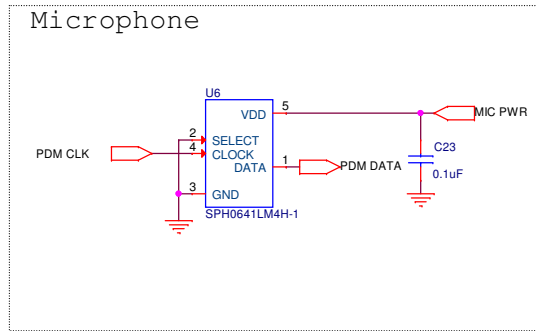 Microphone
U6
VDD
5
MIC PWR
2
SELECT
PDM CLK
4
CLOCK
DATA
1
PDM DATA
C23
0.1uF
3
GND
SPH0641LM4H-1